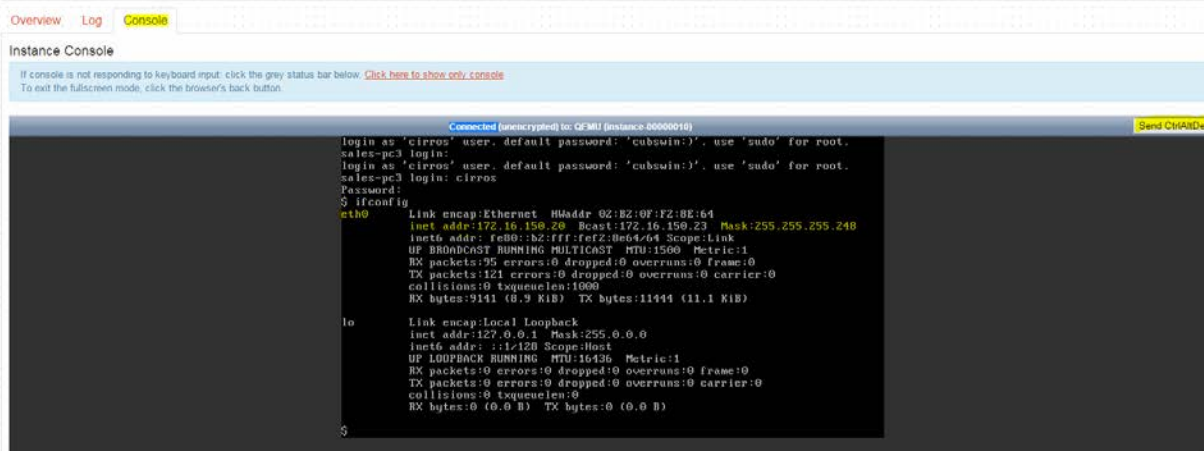 Overview Log Console
Instance Console
If console is not responding to keyboard input: click the grey status bar below. Click here to show only console
To exit the fullscreen mode, click the browser's back button.
Connected (unencrypted) to: QEMU (instance-00000010) Send CtrlAltDe
login as 'cirros' user. default password: 'cubswin:)'. use 'sudo' for root.
sales-pc3 login:
login as 'cirros' user. default password: 'cubswin:)'. use 'sudo' for root.
sales-pc3 login: cirros
Password:
$ ifconfig
eth0 Link encap:Ethernet HWaddr 02:B2:0F:F2:8E:64
inet addr:172.16.150.20 Bcast:172.16.150.23 Mask:255.255.255.248
inet6 addr: fe80::b2:fff:fef2:8e64/64 Scope:Link
UP BROADCAST RUNNING MULTICAST MTU:1500 Metric:1
RX packets:95 errors:0 dropped:0 overruns:0 frame:0
TX packets:121 errors:0 dropped:0 overruns:0 carrier:0
collisions:0 txqueuelen:1000
RX bytes:9141 (8.9 KiB) TX bytes:11444 (11.1 KiB)
lo Link encap:Local Loopback
inet addr:127.0.0.1 Mask:255.0.0.0
inet6 addr: ::1/128 Scope:Host
UP LOOPBACK RUNNING MTU:16436 Metric:1
RX packets:0 errors:0 dropped:0 overruns:0 frame:0
TX packets:0 errors:0 dropped:0 overruns:0 carrier:0
collisions:0 txqueuelen:0
RX bytes:0 (0.0 B) TX bytes:0 (0.0 B)
$